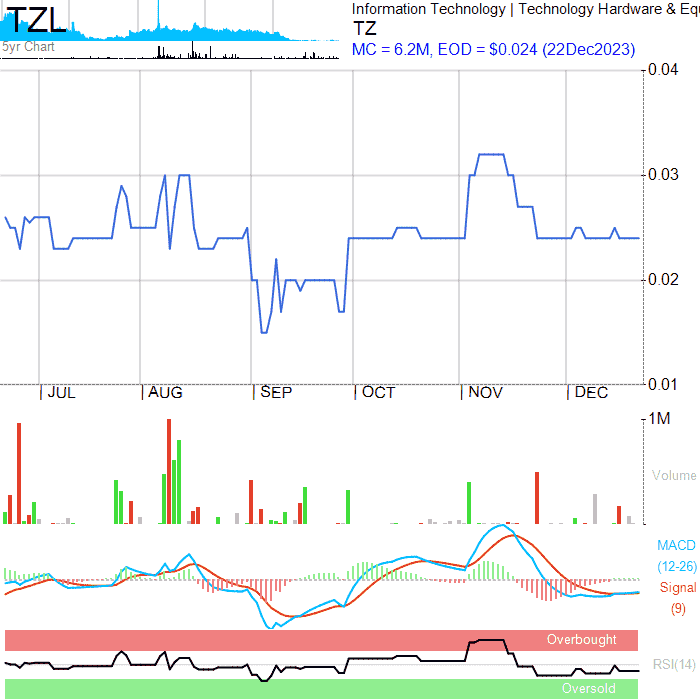 TZL
5yr Chart
Information Technology | Technology Hardware & Equ
TZ
MC = 6.2M, EOD = $0.024 (22Dec2023)
0.04
0.03
0.02
0.01
JUL AUG SEP OCT NOV DEC
1M
Volume
MACD
(12-26)
Signal
(9)
Overbought
RSI(14)
Oversold